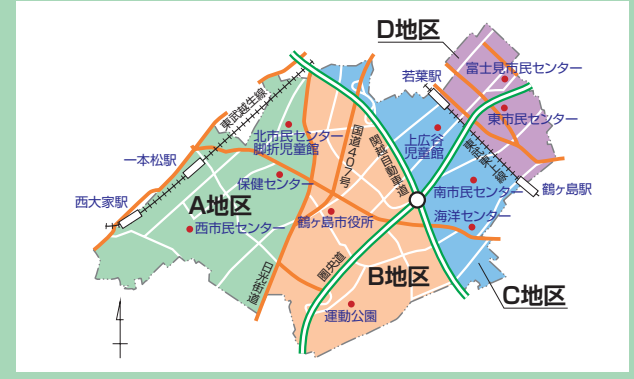 D地区
富士見市民センター
若葉駅
東市民センター
東武越生線
北市民センター
脚折児童館
国道407号
関越自動車道
上広谷
児童館
東武東上線
一本松駅
保健センター
南市民センター
鶴ヶ島駅
西大家駅
A地区
鶴ヶ島市役所
海洋センター
西市民センター
日光街道
圏央道
B地区
C地区
運動公園